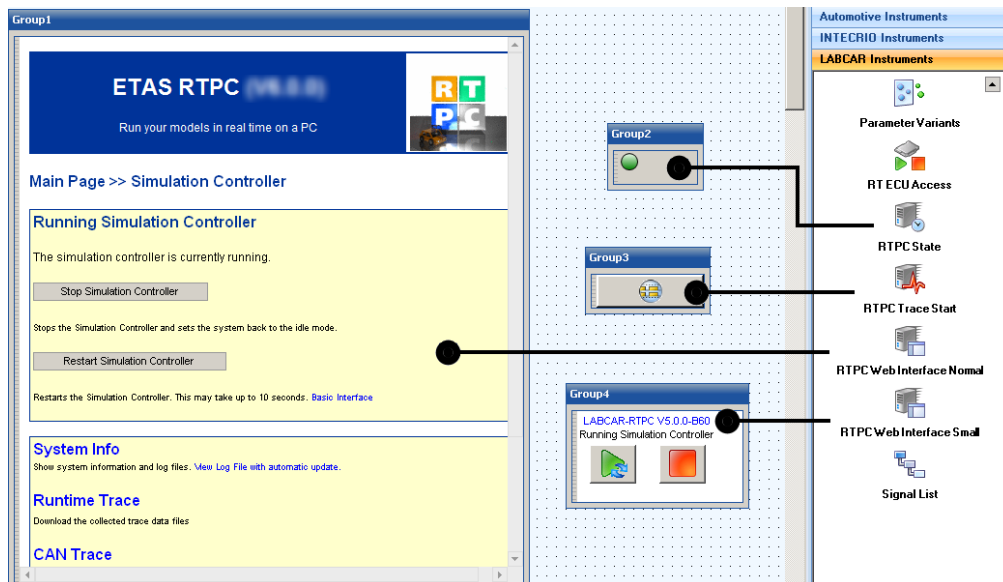 Group1
ETAS RTPC
Run your models in real time on a PC
R T
P C
Main Page >> Simulation Controller
Running Simulation Controller
The simulation controller is currently running.
Stop Simulation Controller
Stops the Simulation Controller and sets the system back to the idle mode.
Restart Simulation Controller
Restarts the Simulation Controller. This may take up to 10 seconds. Basic Interface
System Info
Show system information and log files. View Log File with automatic update.
Runtime Trace
Download the collected trace data files
CAN Trace
Group2
Group3
Group4
LABCAR-RTPC V5.0.0-B60
Running Simulation Controller
Automotive Instruments
INTECRIO Instruments
LABCAR Instruments
Parameter Variants
RT ECU Access
RTPC State
RTPC Trace Start
RTPC Web Interface Normal
RTPC Web Interface Small
Signal List